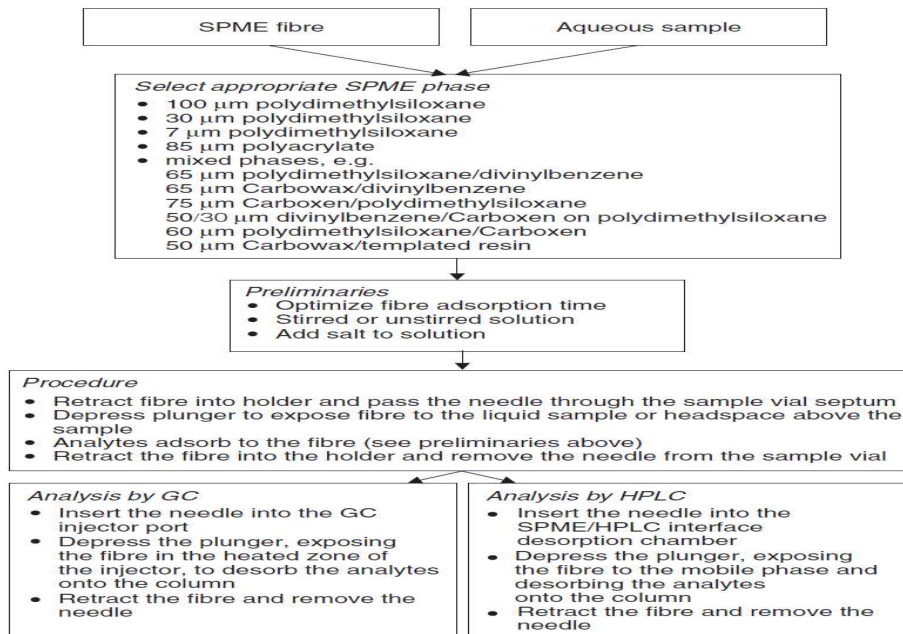 SPME fibre
Aqueous sample
Select appropriate SPME phase
• 100 µm polydimethylsiloxane
• 30 µm polydimethylsiloxane
• 7 µm polydimethylsiloxane
• 85 µm polyacrylate
• mixed phases, e.g.
65 µm polydimethylsiloxane/divinylbenzene
65 µm Carbowax/divinylbenzene
75 µm Carboxen/polydimethylsiloxane
50/30 µm divinylbenzene/Carboxen on polydimethylsiloxane
60 µm polydimethylsiloxane/Carboxen
50 µm Carbowax/templated resin
Preliminaries
• Optimize fibre adsorption time
• Stirred or unstirred solution
• Add salt to solution
Procedure
• Retract fibre into holder and pass the needle through the sample vial septum
• Depress plunger to expose fibre to the liquid sample or headspace above the
sample
• Analytes adsorb to the fibre (see preliminaries above)
• Retract the fibre into the holder and remove the needle from the sample vial
Analysis by GC
• Insert the needle into the GC
injector port
• Depress the plunger, exposing
the fibre in the heated zone of
the injector, to desorb the analytes
onto the column
• Retract the fibre and remove the
needle
Analysis by HPLC
• Insert the needle into the
SPME/HPLC interface
desorption chamber
• Depress the plunger, exposing
the fibre to the mobile phase and
desorbing the analytes
onto the column
• Retract the fibre and remove the
needle